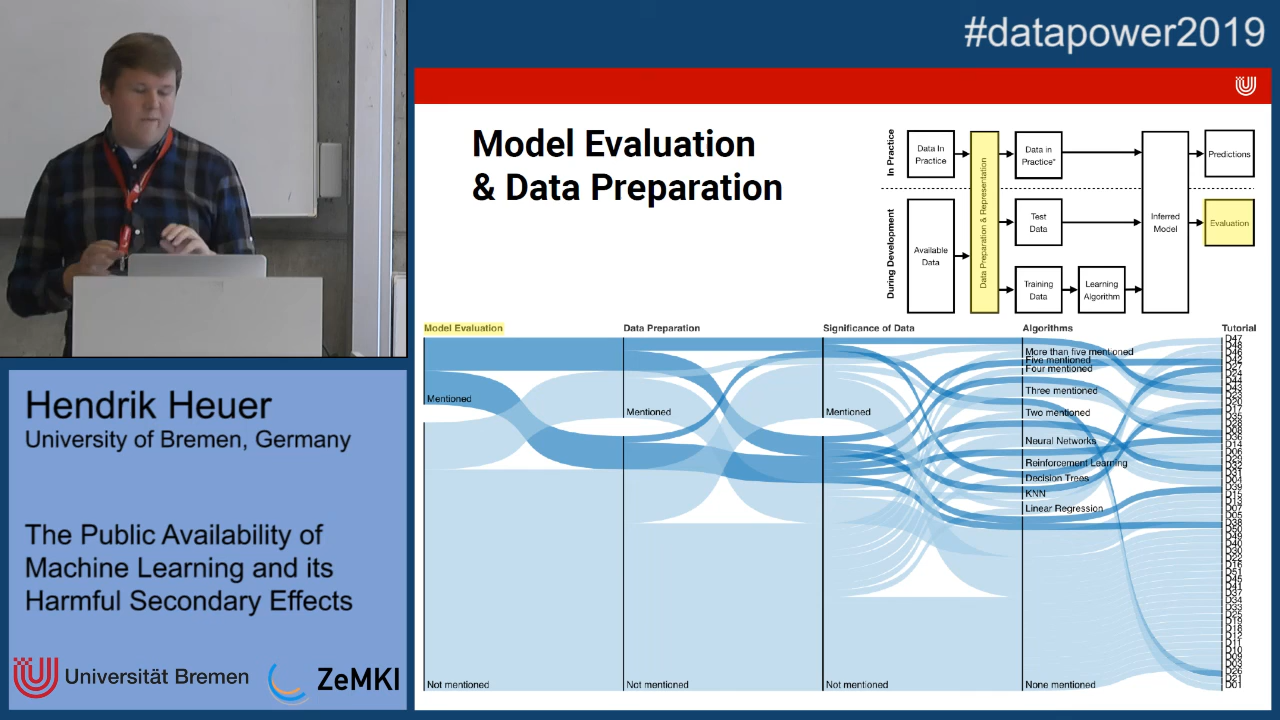 #datapower2019
Model Evaluation
& Data Preparation
In Practice
During Development
Data In
Practice
Data Preparation & Representation
Data in
Practice*
Predictions
Available
Data
Test
Data
Inferred
Model
Evaluation
Training
Data
Learning
Algorithm
Model Evaluation
Data Preparation
Significance of Data
Algorithms
Tutorial
Mentioned
Not mentioned
Mentioned
Not mentioned
Mentioned
Not mentioned
More than five mentioned
Five mentioned
Four mentioned
Three mentioned
Two mentioned
Neural Networks
Reinforcement Learning
Decision Trees
KNN
Linear Regression
None mentioned
D47
D36
D14
D01
Hendrik Heuer
University of Bremen, Germany
The Public Availability of
Machine Learning and its
Harmful Secondary Effects
Universität Bremen
ZeMKI